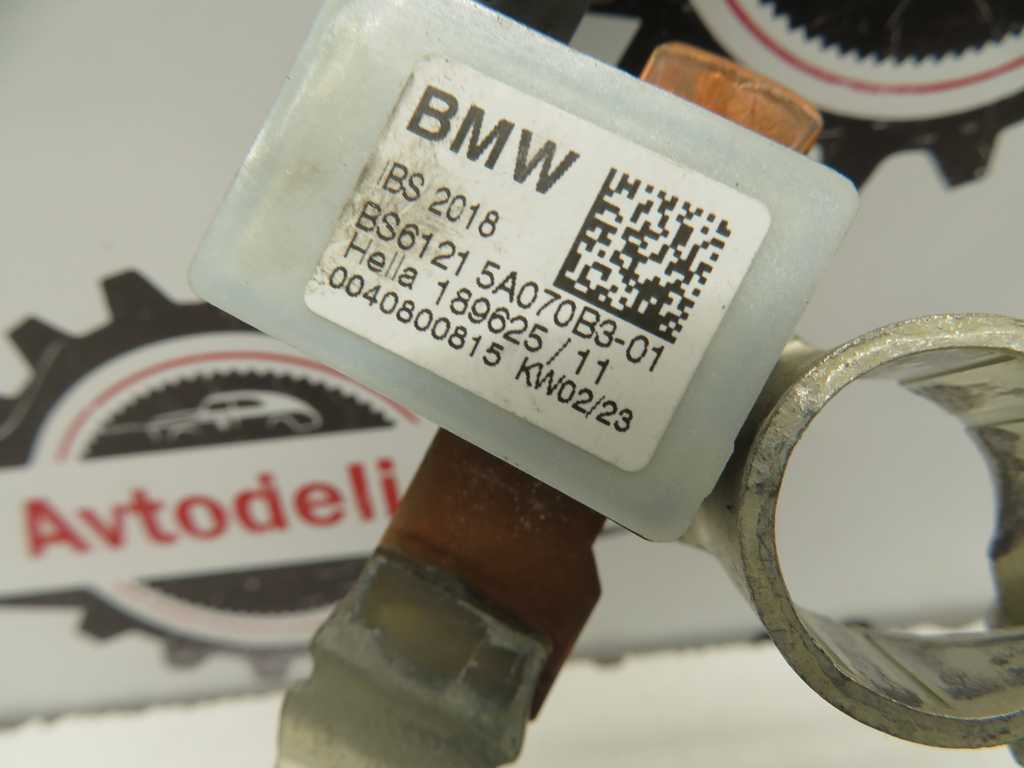 BMW
IBS 2018
BS6121 5A070B3-01
Hella 189625/11
0040800815 KW02/23
Avtodeli